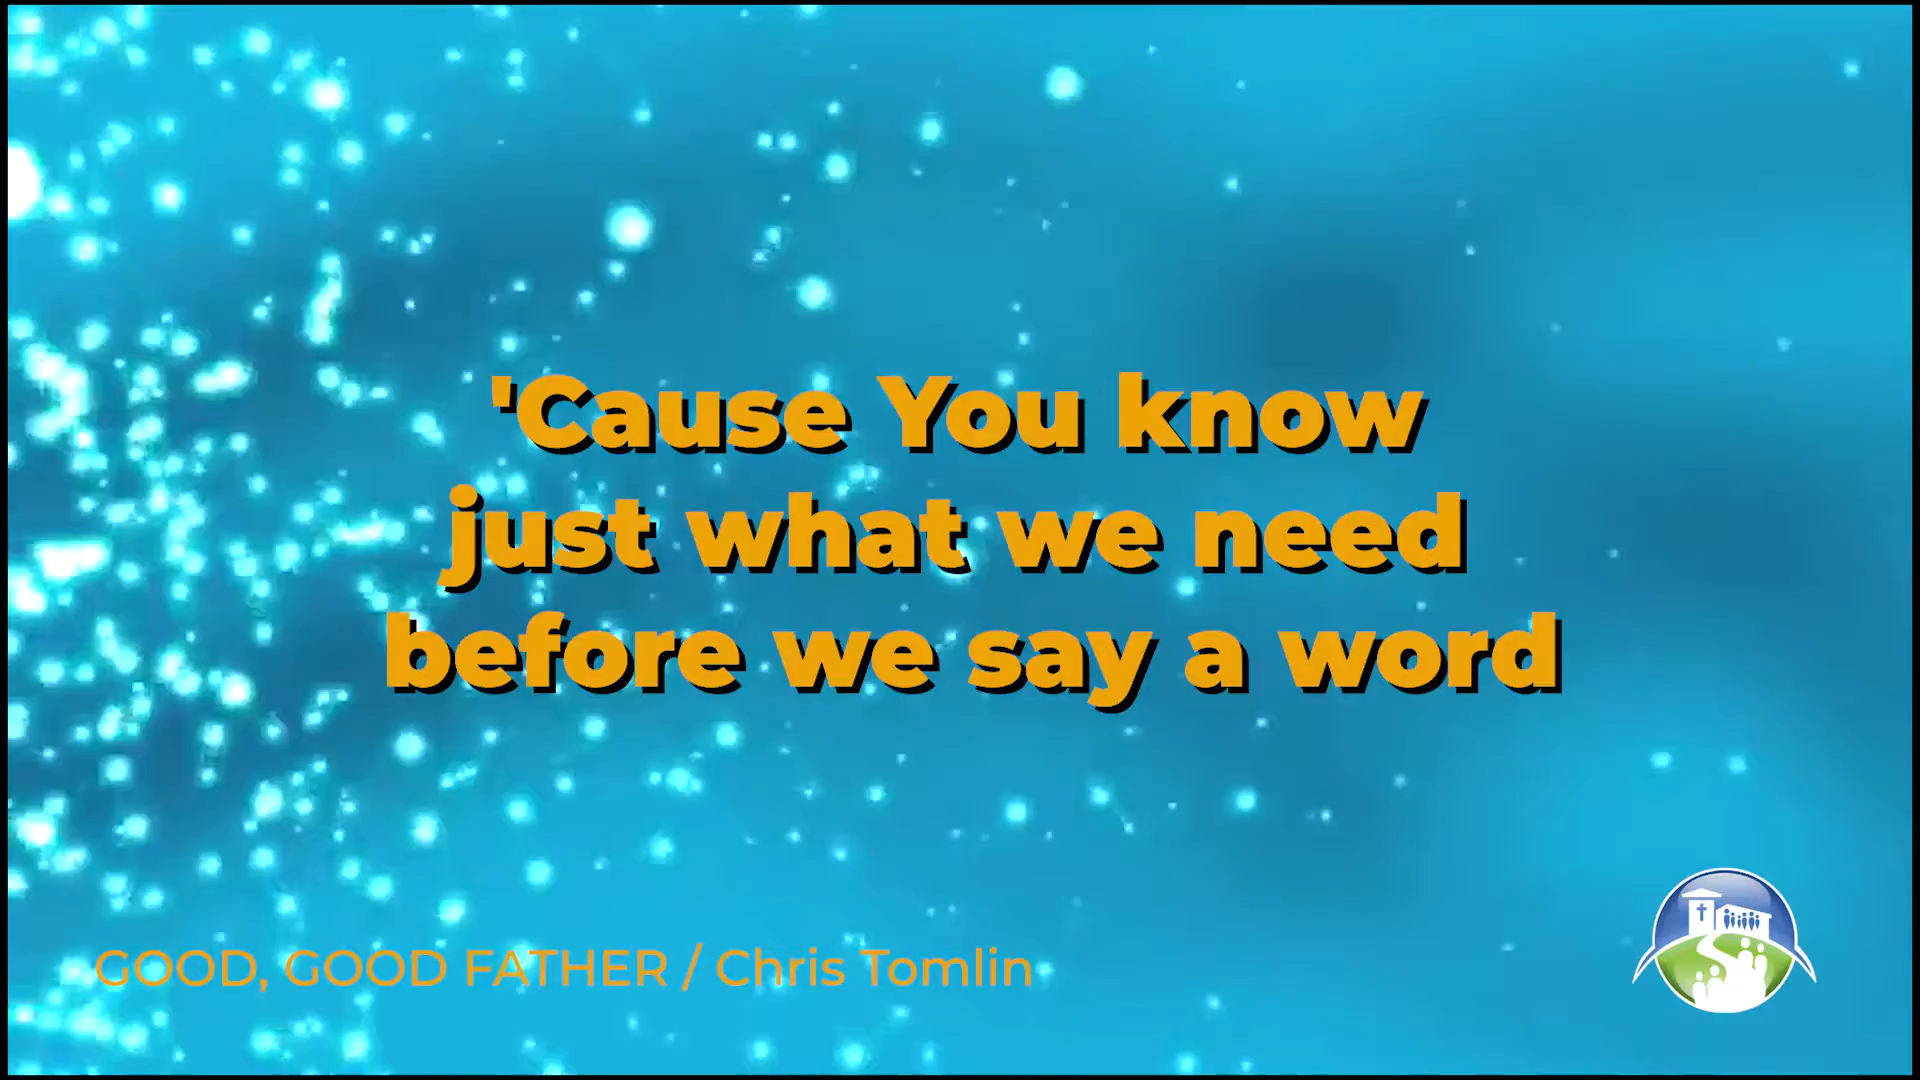 'Cause You know
just what we need
before we say a word
GOOD, GOOD FATHER / Chris Tomlin